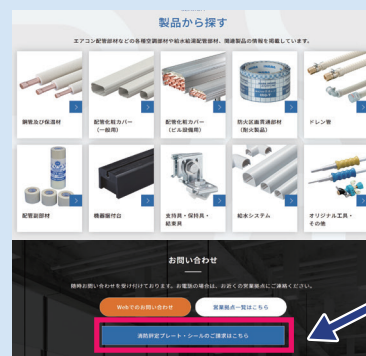 製品から探す
エアコン配管部材などの各種空調部材や給水給湯配管部材、関連製品の情報を掲載しています。
銅管及び保温材
配管化粧カバー
（一般用）
配管化粧カバー
（ビル設備用）
防火区画貫通部材
（耐火製品）
ドレン管
配管副部材
機器据付台
支持具・保持具・
結束具
給水システム
オリジナル工具・
その他
お問い合わせ
随時お問い合わせを受け付けております。お電話の場合は、お近くの営業拠点にご連絡ください。
Webでのお問い合わせ
営業拠点一覧はこちら
消防評定プレート・シールのご請求はこちら